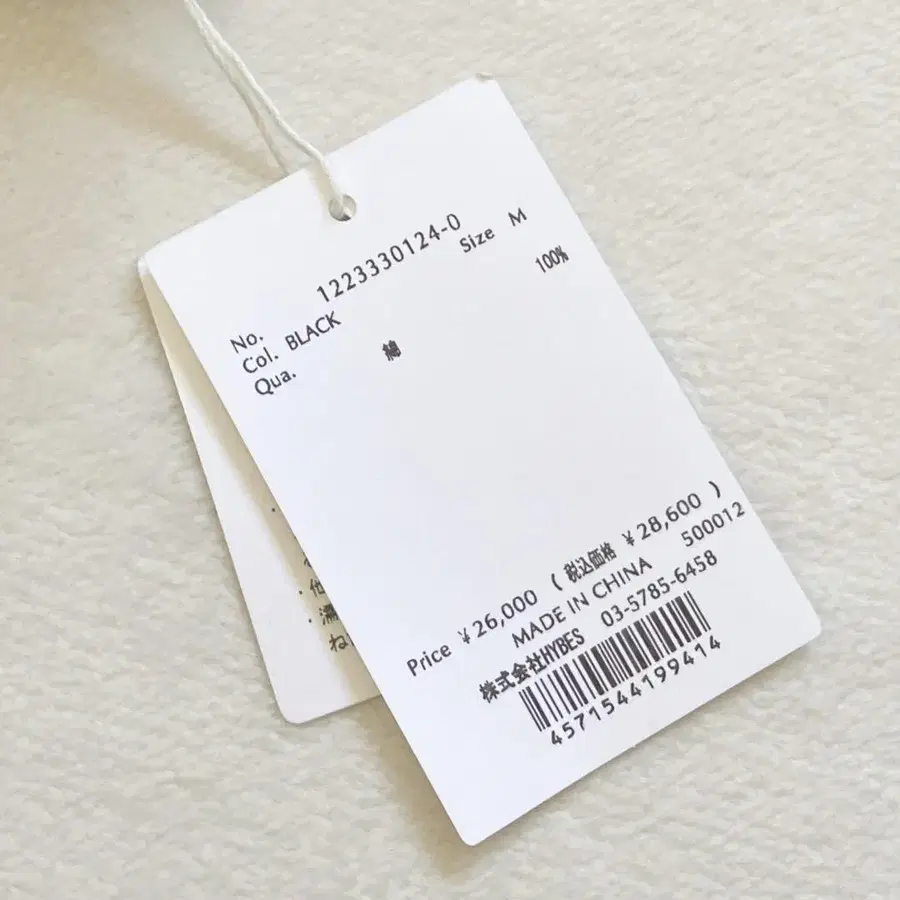 No. 1223330124-0
Col. BLACK Size M
Qua. 綿 100%
Price ¥26,000 ( 税込価格 ¥28,600 )
MADE IN CHINA 500012
株式会社HYBES 03-5785-6458
4571544199414